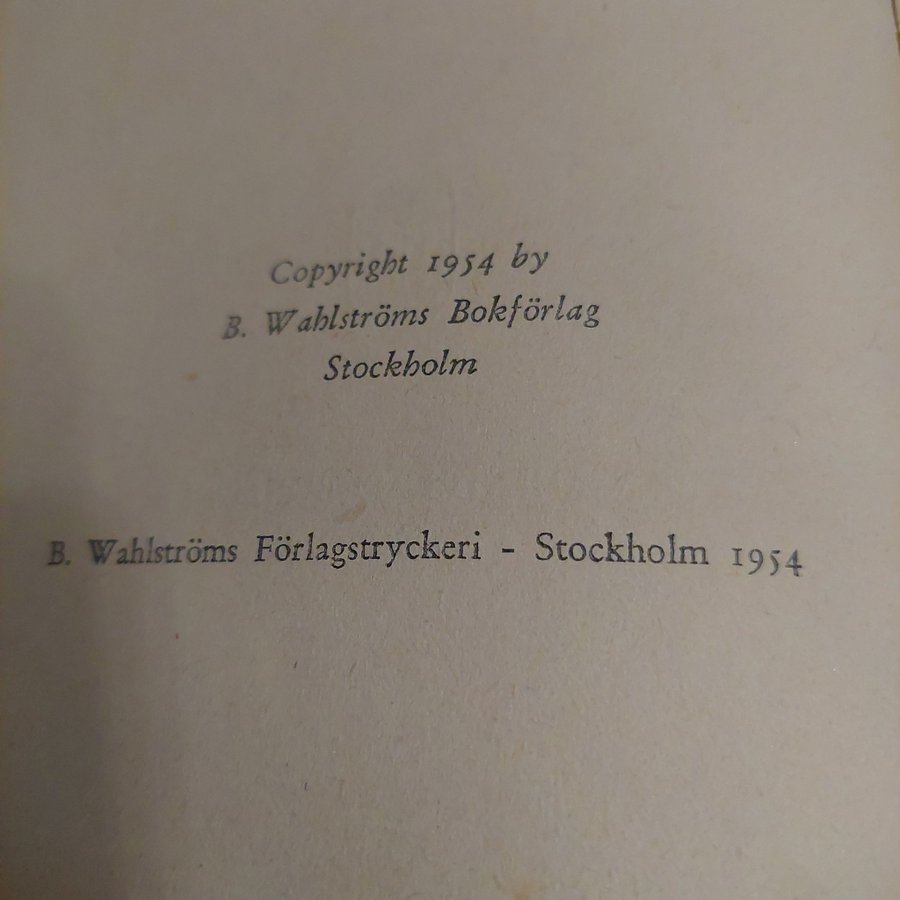 Copyright 1954 by
B. Wahlströms Bokförlag
Stockholm
B. Wahlströms Förlagstryckeri - Stockholm 1954